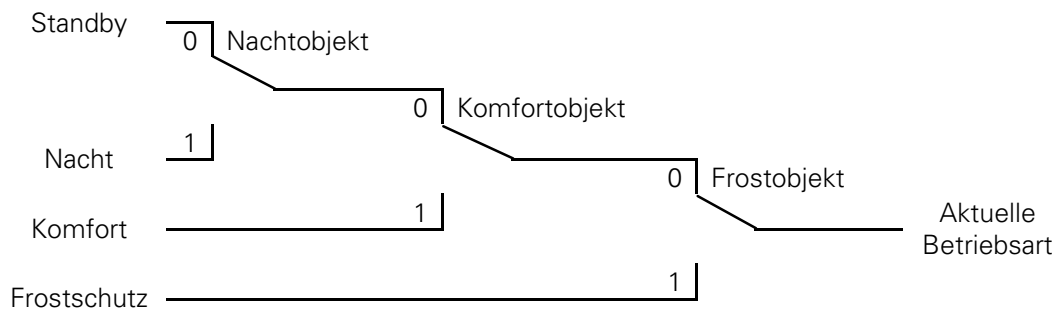 Standby
0 Nachtobjekt
0 Komfortobjekt
Nacht 1
0 Frostobjekt
Komfort 1
Aktuelle
Betriebsart
Frostschutz 1